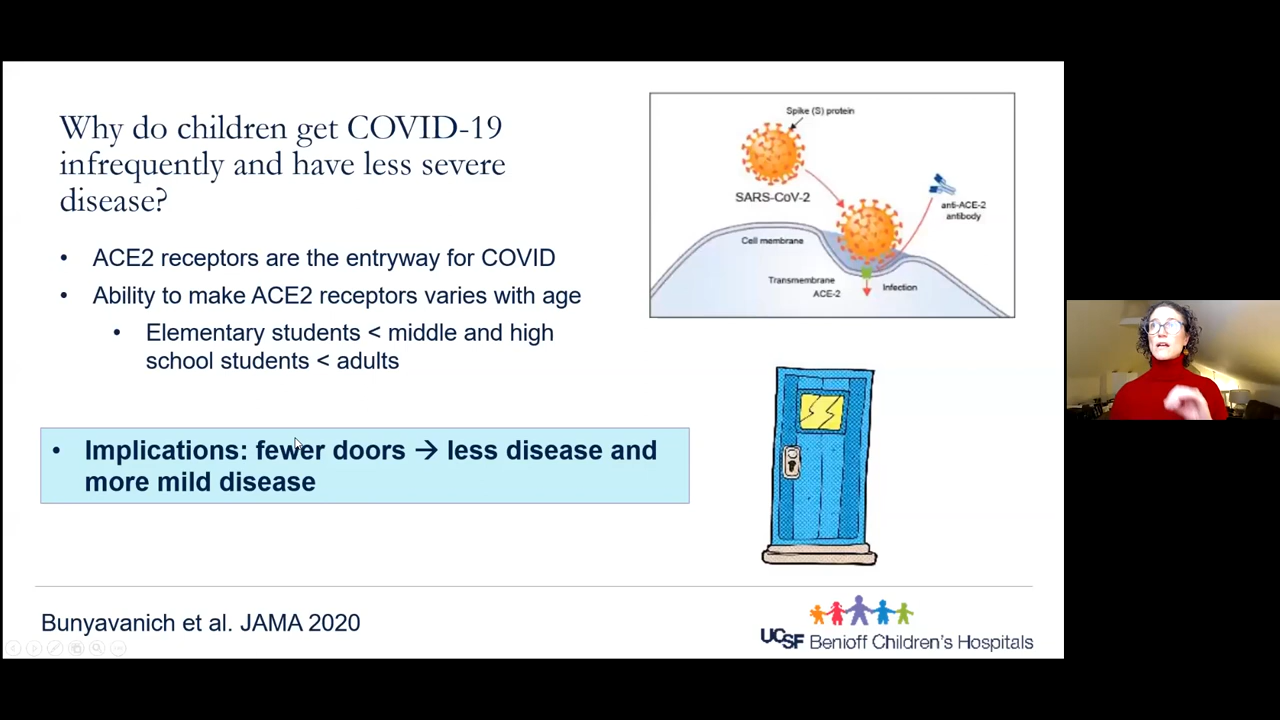 Why do children get COVID-19
infrequently and have less severe
disease?
• ACE2 receptors are the entryway for COVID
• Ability to make ACE2 receptors varies with age
• Elementary students < middle and high
school students < adults
• Implications: fewer doors → less disease and
more mild disease
Spike (S) protein
SARS-CoV-2
anti-ACE-2
antibody
Cell membrane
Transmembrane
ACE-2
Infection
Bunyavanich et al. JAMA 2020
UCSF Benioff Children's Hospitals